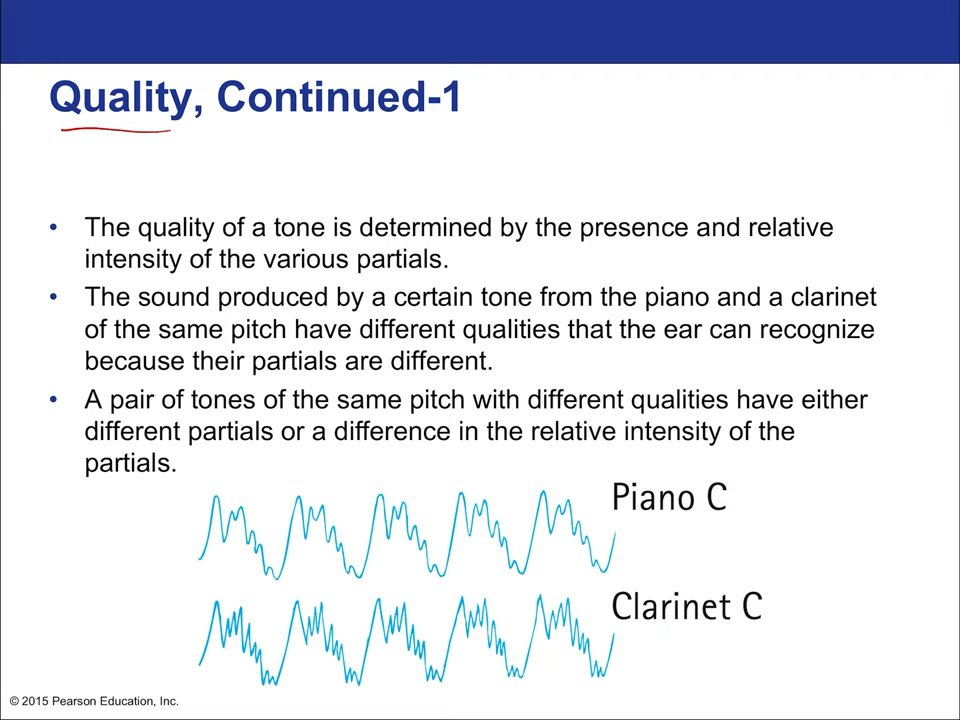 Quality, Continued-1
• The quality of a tone is determined by the presence and relative
intensity of the various partials.
• The sound produced by a certain tone from the piano and a clarinet
of the same pitch have different qualities that the ear can recognize
because their partials are different.
• A pair of tones of the same pitch with different qualities have either
different partials or a difference in the relative intensity of the
partials.
Piano C
Clarinet C
© 2015 Pearson Education, Inc.